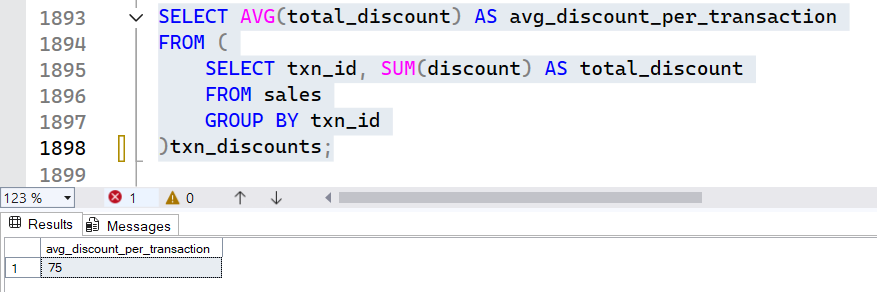 1893 SELECT AVG(total_discount) AS avg_discount_per_transaction
1894 FROM (
1895 SELECT txn_id, SUM(discount) AS total_discount
1896 FROM sales
1897 GROUP BY txn_id
1898 )txn_discounts;
1899
123 % 1 0
Results Messages
avg_discount_per_transaction
1 75